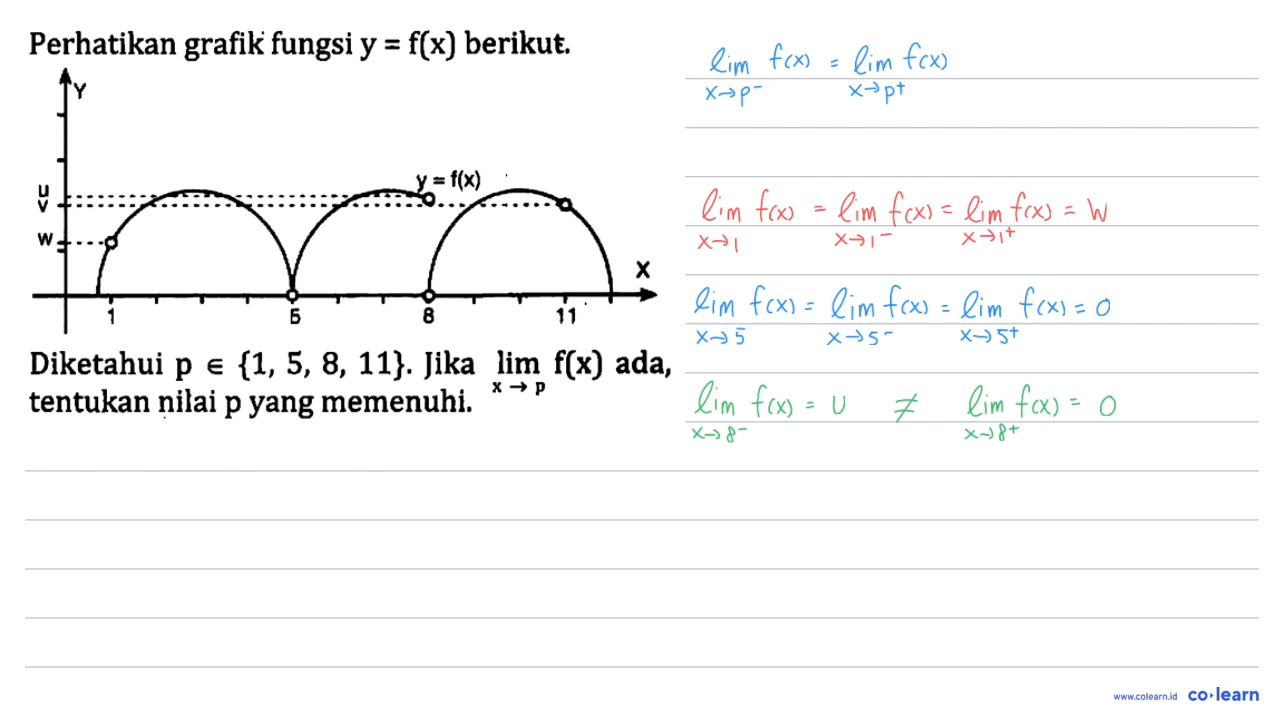 Perhatikan grafik fungsi y = f(x) berikut.
Y
U
V
W
y = f(x)
X
1 5 8 11
Diketahui p ∈ {1, 5, 8, 11}. Jika lim f(x) ada,
x → p
tentukan nilai p yang memenuhi.
lim f(x) = lim f(x)
x→p⁻ x→p⁺
lim f(x) = lim f(x) = lim f(x) = W
x→1 x→1⁻ x→1⁺
lim f(x) = lim f(x) = lim f(x) = 0
x→5 x→5⁻ x→5⁺
lim f(x) = U ≠ lim f(x) = 0
x→8⁻ x→8⁺
www.colearn.id co·learn